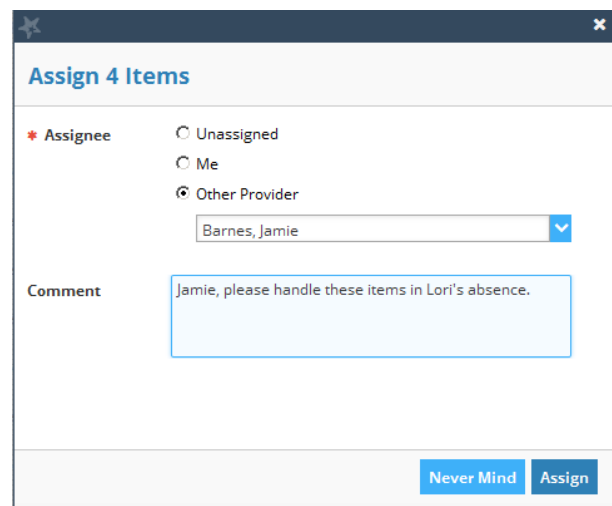 Assign 4 Items
* Assignee
Unassigned
Me
Other Provider
Barnes, Jamie
Comment
Jamie, please handle these items in Lori's absence.
Never Mind
Assign